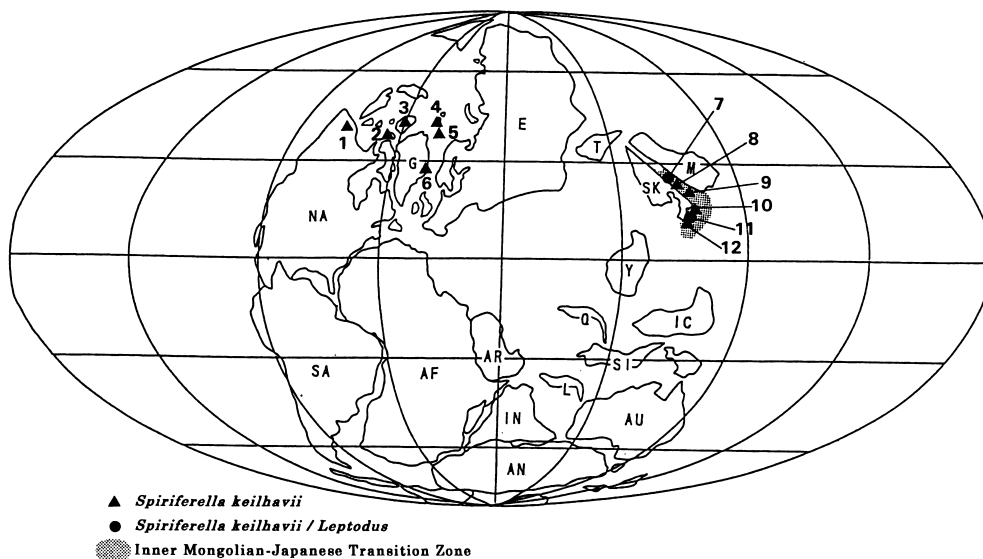 3 4 7
1 2 5 E T 8
G 6 M 9
SK 10
NA 11
12
Y
Q IC
AR SI
SA AF L
IN AU
AN
▲ Spiriferella keilhavii
● Spiriferella keilhavii / Leptodus
Inner Mongolian-Japanese Transition Zone